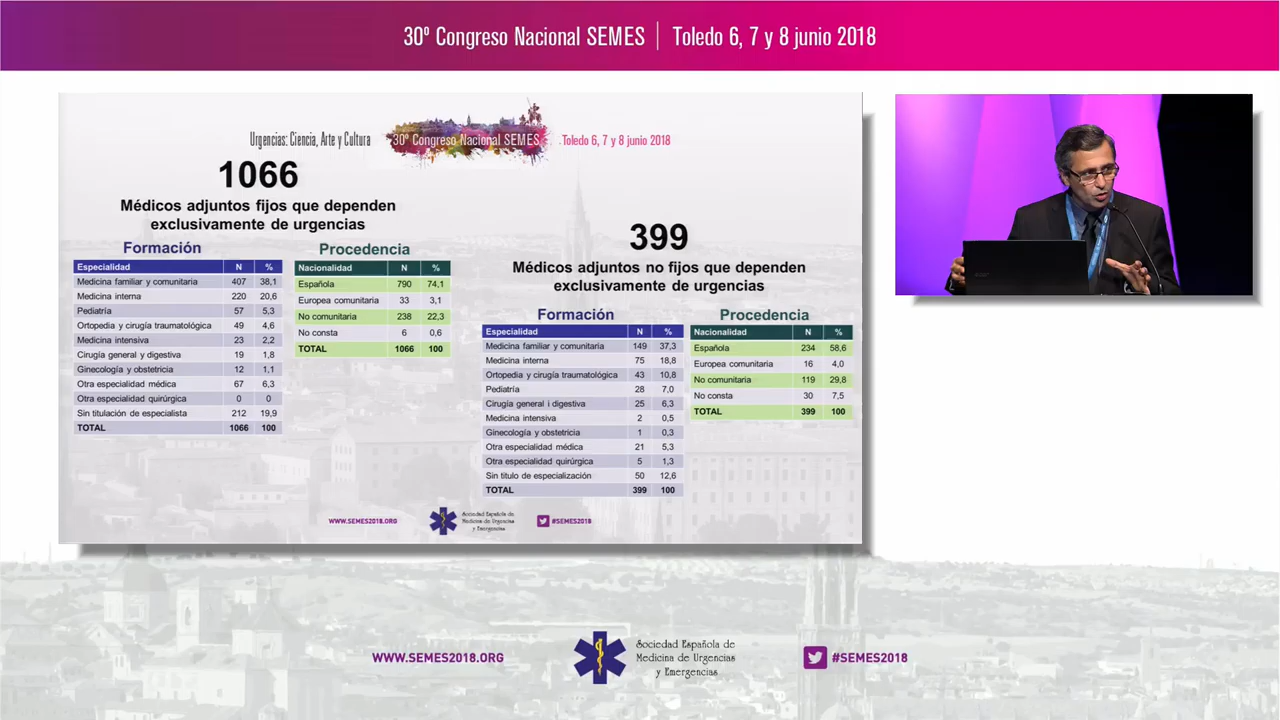 30º Congreso Nacional SEMES | Toledo 6, 7 y 8 junio 2018
Urgencias: Ciencia, Arte y Cultura
30º Congreso Nacional SEMES
Toledo 6, 7 y 8 junio 2018
1066
Médicos adjuntos fijos que dependen
exclusivamente de urgencias
Formación
Especialidad N %
Medicina familiar y comunitaria 407 38,1
Medicina interna 220 20,6
Pediatría 57 5,3
Ortopedia y cirugía traumatológica 49 4,6
Medicina intensiva 23 2,2
Cirugía general y digestiva 19 1,8
Ginecología y obstetricia 12 1,1
Otra especialidad médica 67 6,3
Otra especialidad quirúrgica 0 0
Sin titulación de especialista 212 19,9
TOTAL 1066 100
Procedencia
Nacionalidad N %
Española 790 74,1
Europea comunitaria 33 3,1
No comunitaria 238 22,3
No consta 6 0,6
TOTAL 1066 100
399
Médicos adjuntos no fijos que dependen
exclusivamente de urgencias
Formación
Especialidad N %
Medicina familiar y comunitaria 149 37,3
Medicina interna 75 18,8
Ortopedia y cirugía traumatológica 43 10,8
Pediatría 28 7,0
Cirugía general i digestiva 25 6,3
Medicina intensiva 2 0,5
Ginecología y obstetricia 1 0,3
Otra especialidad médica 21 5,3
Otra especialidad quirúrgica 5 1,3
Sin titulo de especialización 50 12,6
TOTAL 399 100
Procedencia
Nacionalidad N %
Española 234 58,6
Europea comunitaria 16 4,0
No comunitaria 119 29,8
No consta 30 7,5
TOTAL 399 100
WWW.SEMES2018.ORG
Sociedad Española de
Medicina de Urgencias
y Emergencias
#SEMES2018
WWW.SEMES2018.ORG
Sociedad Española de
Medicina de Urgencias
y Emergencias
#SEMES2018